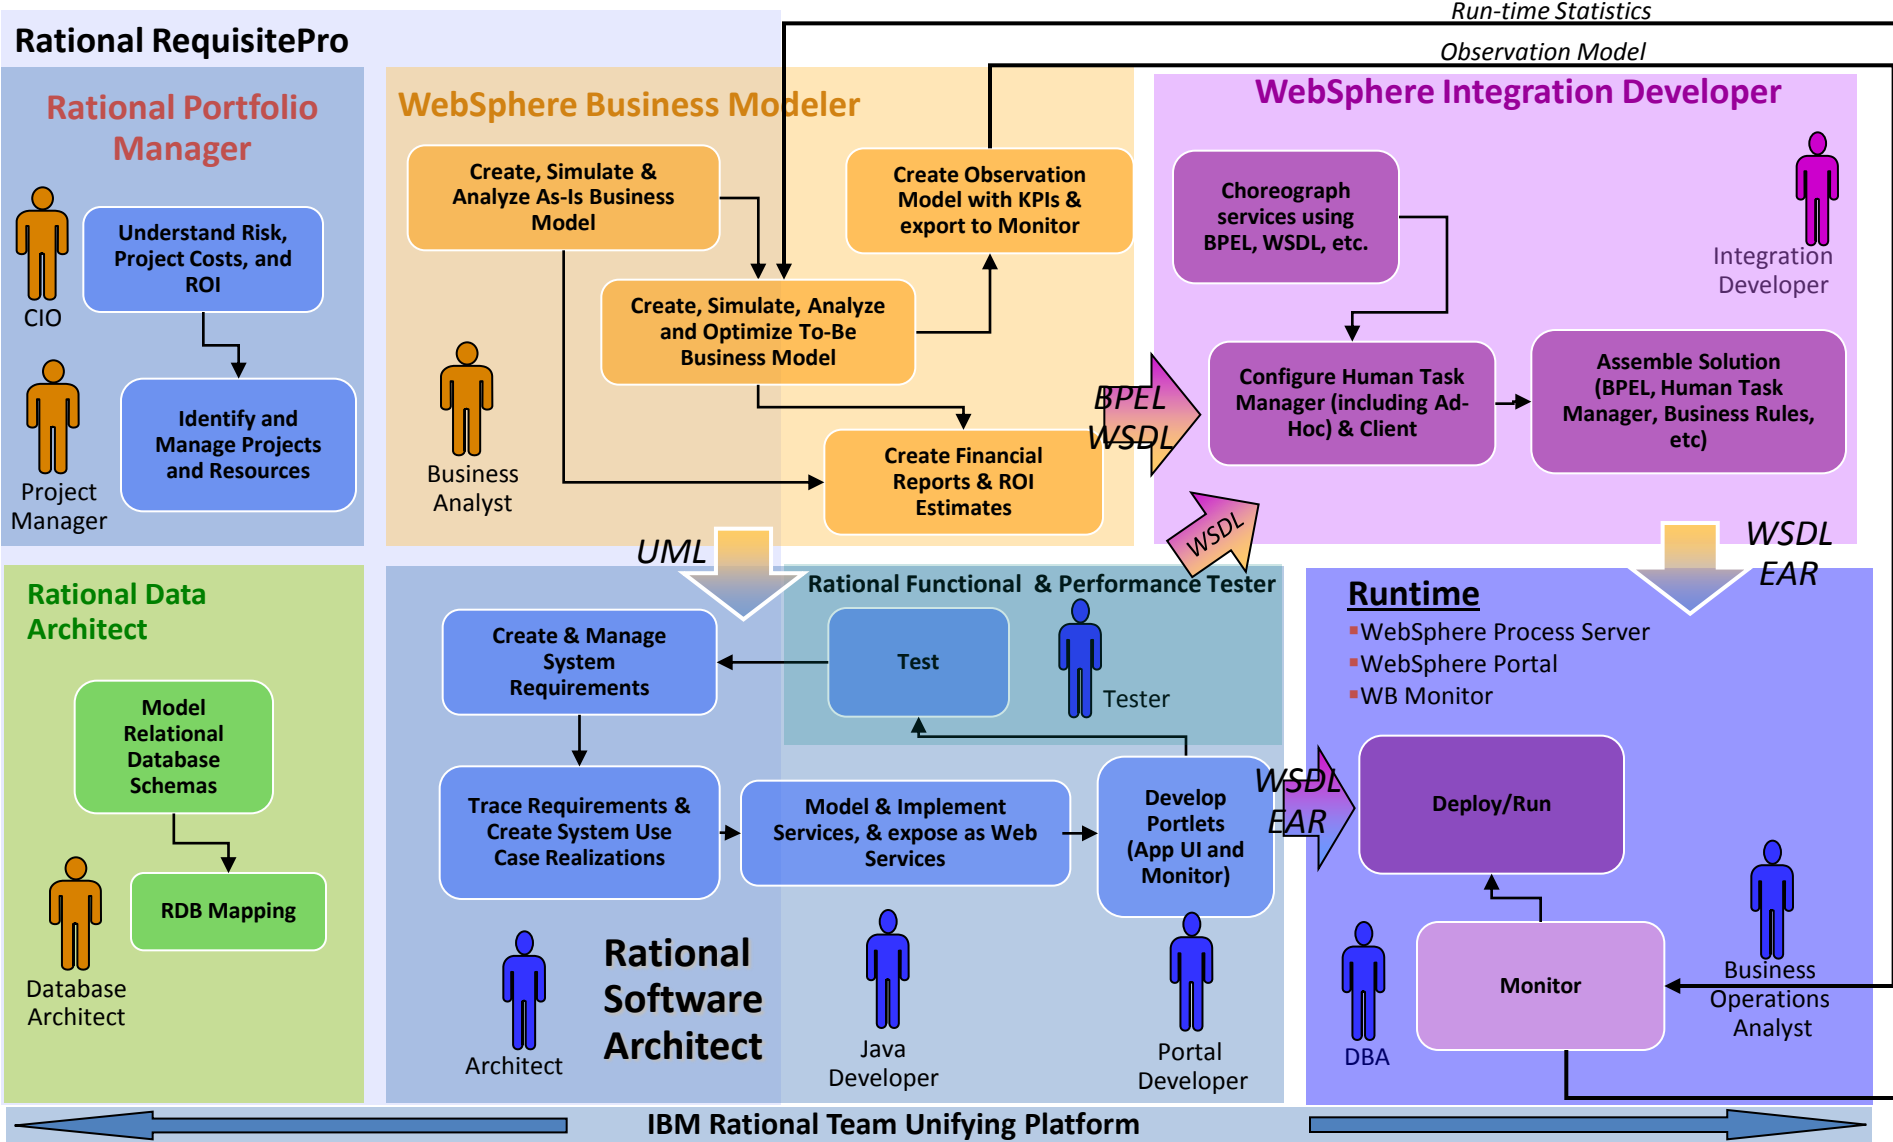 Run-time Statistics
Observation Model
Rational RequisitePro
Rational Portfolio
Manager
CIO
Understand Risk,
Project Costs, and
ROI
Project
Manager
Identify and
Manage Projects
and Resources
WebSphere Business Modeler
Create, Simulate &
Analyze As-Is Business
Model
Create Observation
Model with KPIs &
export to Monitor
Create, Simulate, Analyze
and Optimize To-Be
Business Model
Business
Analyst
Create Financial
Reports & ROI
Estimates
BPEL
WSDL
WebSphere Integration Developer
Choreograph
services using
BPEL, WSDL, etc.
Integration
Developer
Configure Human Task
Manager (including Ad-
Hoc) & Client
Assemble Solution
(BPEL, Human Task
Manager, Business Rules,
etc)
WSDL
UML
WSDL
EAR
Rational Data
Architect
Model
Relational
Database
Schemas
RDB Mapping
Database
Architect
Rational Functional & Performance Tester
Create & Manage
System
Requirements
Test
Tester
Trace Requirements &
Create System Use
Case Realizations
Model & Implement
Services, & expose as Web
Services
Develop
Portlets
(App UI and
Monitor)
WSDL
EAR
Architect
Rational
Software
Architect
Java
Developer
Portal
Developer
Runtime
▪WebSphere Process Server
▪WebSphere Portal
▪WB Monitor
Deploy/Run
Monitor
DBA
Business
Operations
Analyst
IBM Rational Team Unifying Platform